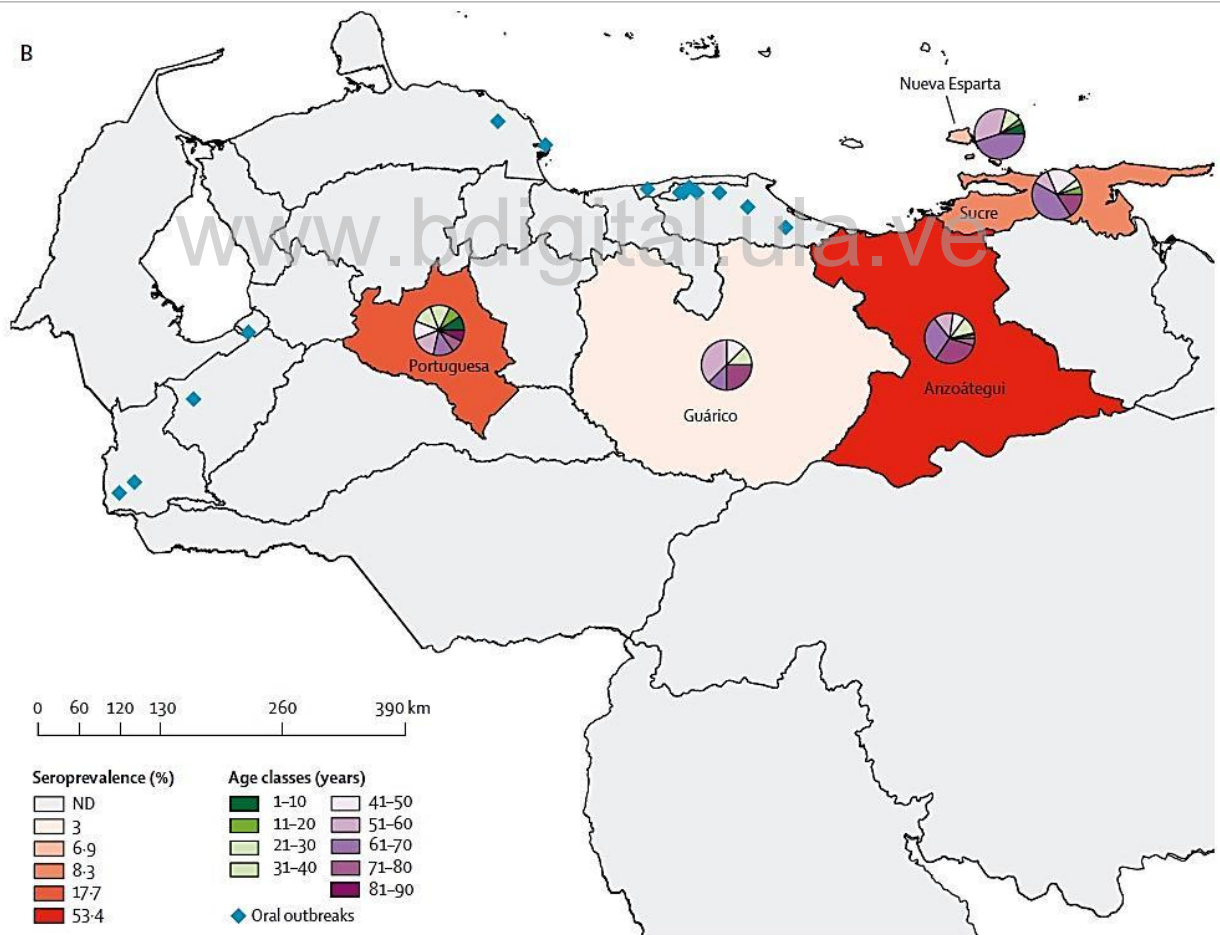 B
Nueva Esparta
Sucre
www.bdigital.ula.ve
Portuguesa
Guárico
Anzoátegui
0 60 120 130 260 390 km
Seroprevalence (%)
ND
3
6·9
8·3
17·7
53·4
Age classes (years)
1–10
11–20
21–30
31–40
41–50
51–60
61–70
71–80
81–90
Oral outbreaks